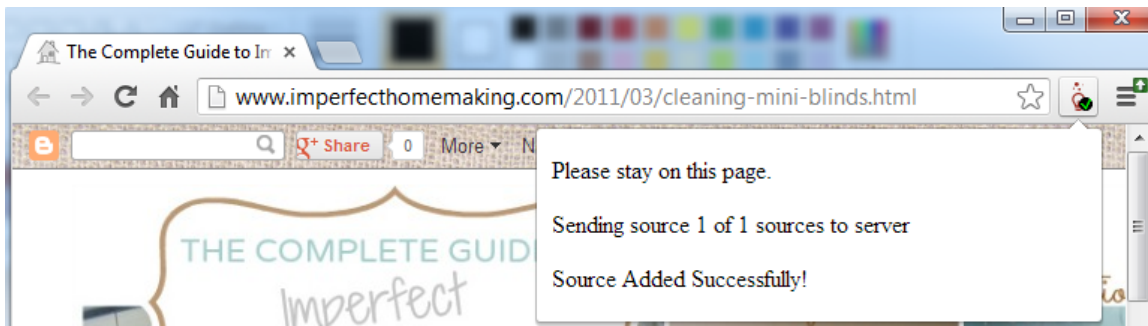 The Complete Guide to Im
www.imperfecthomemaking.com/2011/03/cleaning-mini-blinds.html
g+ Share 0 More N
Please stay on this page.
Sending source 1 of 1 sources to server
Source Added Successfully!
THE COMPLETE GUID
Imperfect